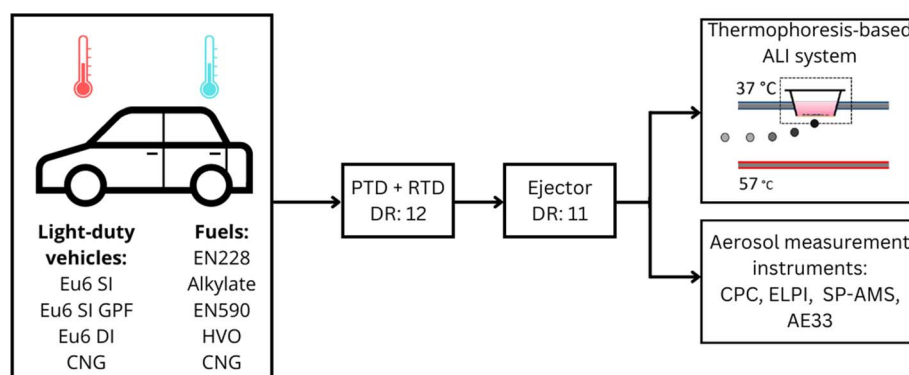 Light-duty
vehicles:
Eu6 SI
Eu6 SI GPF
Eu6 DI
CNG
Fuels:
EN228
Alkylate
EN590
HVO
CNG
PTD + RTD
DR: 12
Ejector
DR: 11
Thermophoresis-based
ALI system
37 °C
57 °C
Aerosol measurement
instruments:
CPC, ELPI, SP-AMS,
AE33